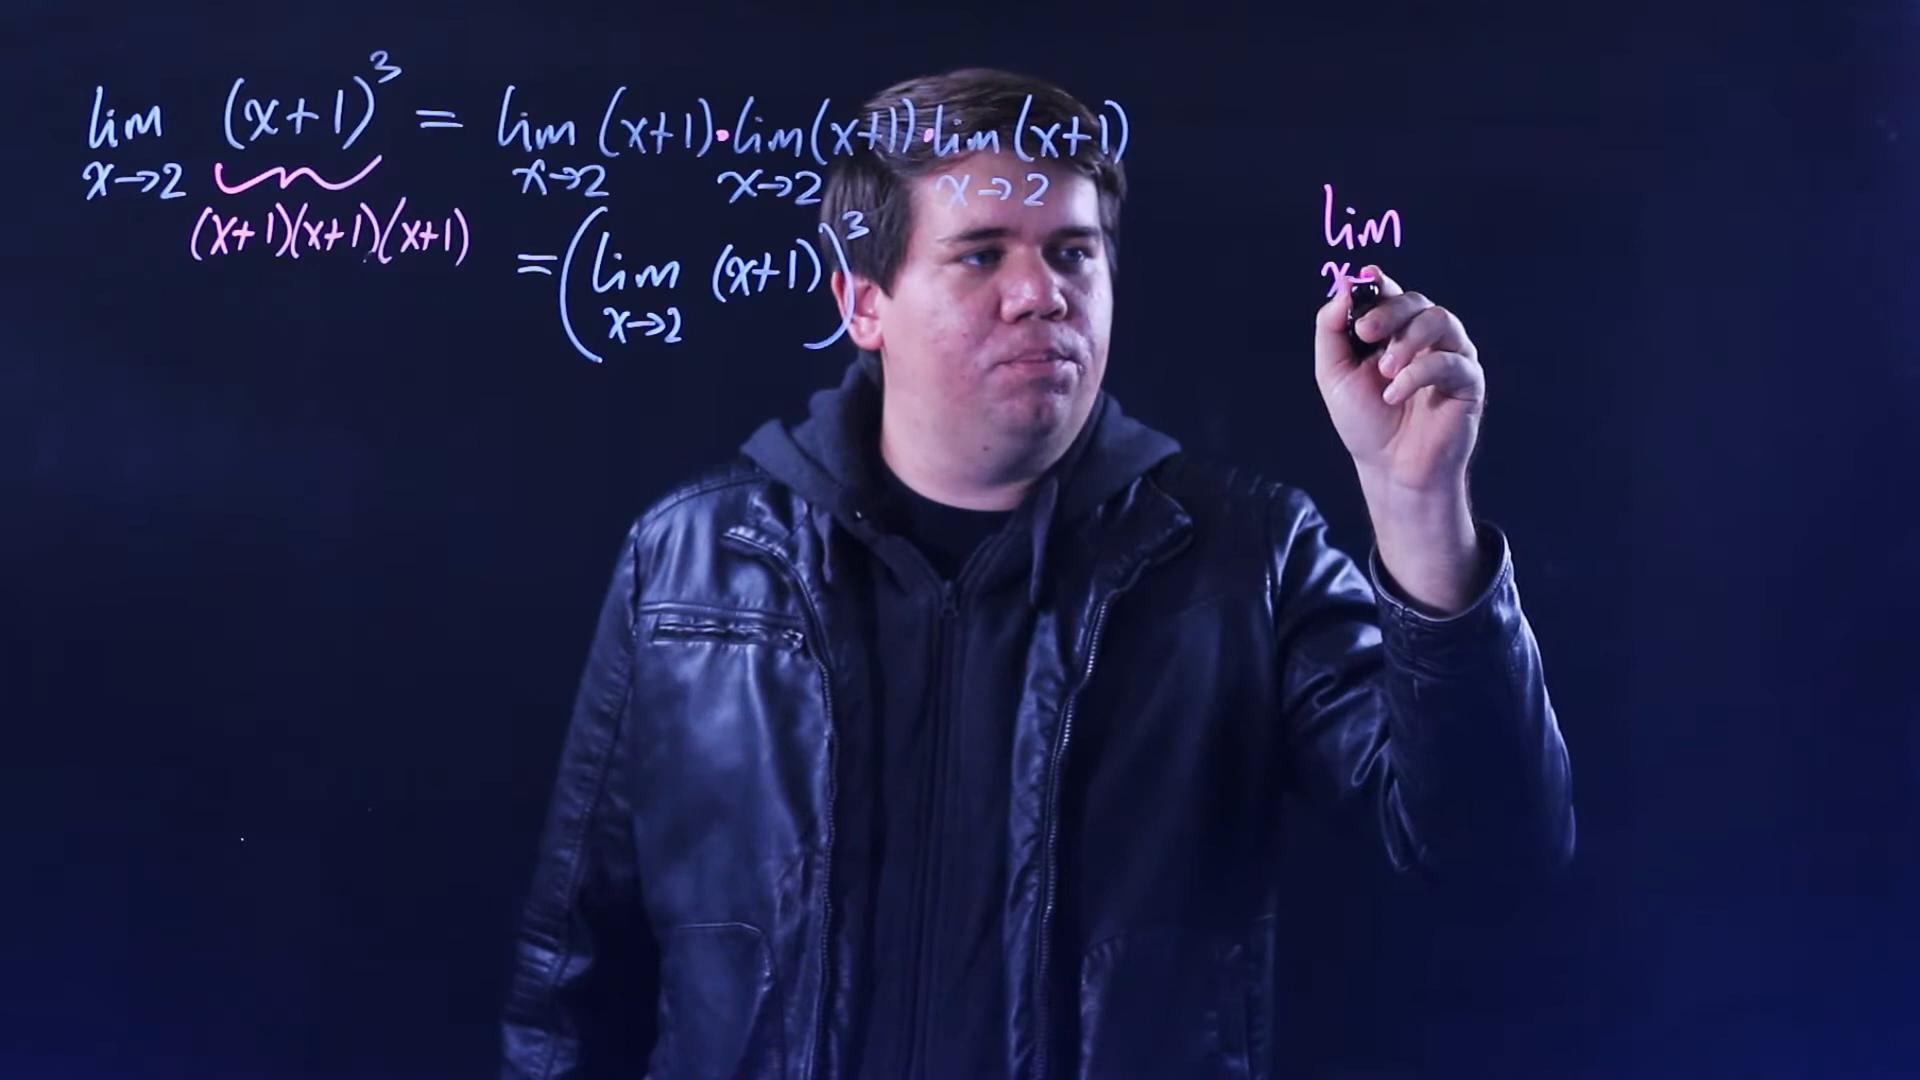 lim (x+1)³ = lim (x+1) • lim (x+1) • lim (x+1)
x→2 x→2 x→2 x→2
(x+1)(x+1)(x+1)
= (lim (x+1))³
x→2
lim
x